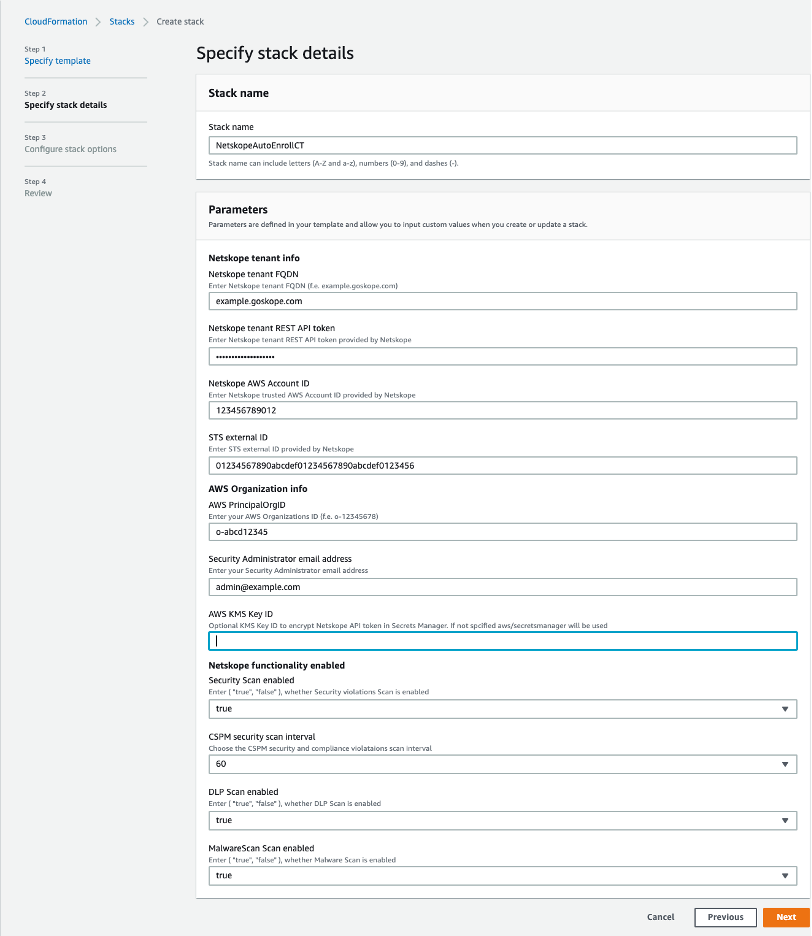 CloudFormation > Stacks > Create stack
Step 1
Specify template
Step 2
Specify stack details
Step 3
Configure stack options
Step 4
Review
Specify stack details
Stack name
Stack name
NetskopeAutoEnrollCT
Stack name can include letters (A-Z and a-z), numbers (0-9), and dashes (-).
Parameters
Parameters are defined in your template and allow you to input custom values when you create or update a stack.
Netskope tenant info
Netskope tenant FQDN
Enter Netskope tenant FQDN (f.e. example.goskope.com)
example.goskope.com
Netskope tenant REST API token
Enter Netskope tenant REST API token provided by Netskope
••••••••••••••••••
Netskope AWS Account ID
Enter Netskope trusted AWS Account ID provided by Netskope
123456789012
STS external ID
Enter STS external ID provided by Netskope
01234567890abcdef01234567890abcdef0123456
AWS Organization info
AWS PrincipalOrgID
Enter your AWS Organizations ID (f.e. o-12345678)
o-abcd12345
Security Administrator email address
Enter your Security Administrator email address
admin@example.com
AWS KMS Key ID
Optional KMS Key ID to encrypt Netskope API token in Secrets Manager. If not spcified aws/secretsmanager will be used
Netskope functionality enabled
Security Scan enabled
Enter ( "true", "false" ), whether Security violations Scan is enabled
true
CSPM security scan interval
Choose the CSPM security and compliance violataions scan interval
60
DLP Scan enabled
Enter ( "true", "false" ), whether DLP Scan is enabled
true
MalwareScan Scan enabled
Enter ( "true", "false" ), whether Malware Scan is enabled
true
Cancel Previous Next